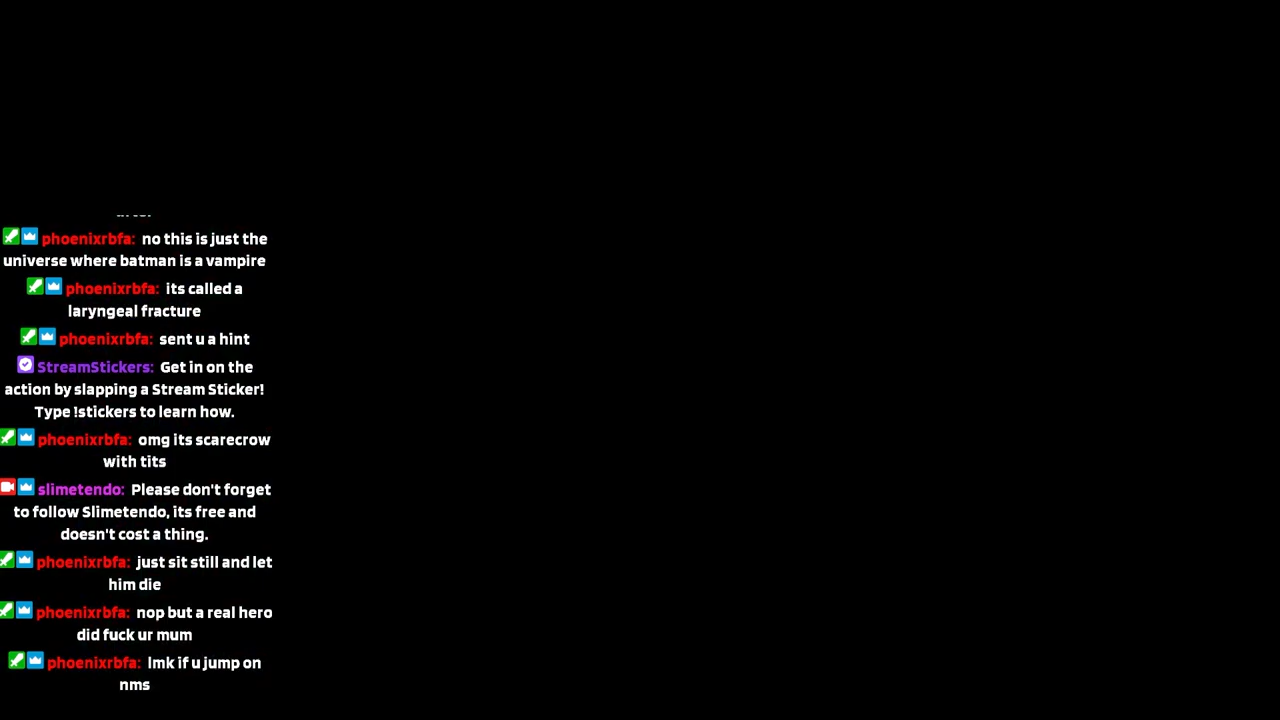 phoenixrbfa: no this is just the
universe where batman is a vampire
phoenixrbfa: its called a
laryngeal fracture
phoenixrbfa: sent u a hint
StreamStickers: Get in on the
action by slapping a Stream Sticker!
Type !stickers to learn how.
phoenixrbfa: omg its scarecrow
with tits
slimetendo: Please don't forget
to follow Slimetendo, its free and
doesn't cost a thing.
phoenixrbfa: just sit still and let
him die
phoenixrbfa: nop but a real hero
did fuck ur mum
phoenixrbfa: lmk if u jump on
nms